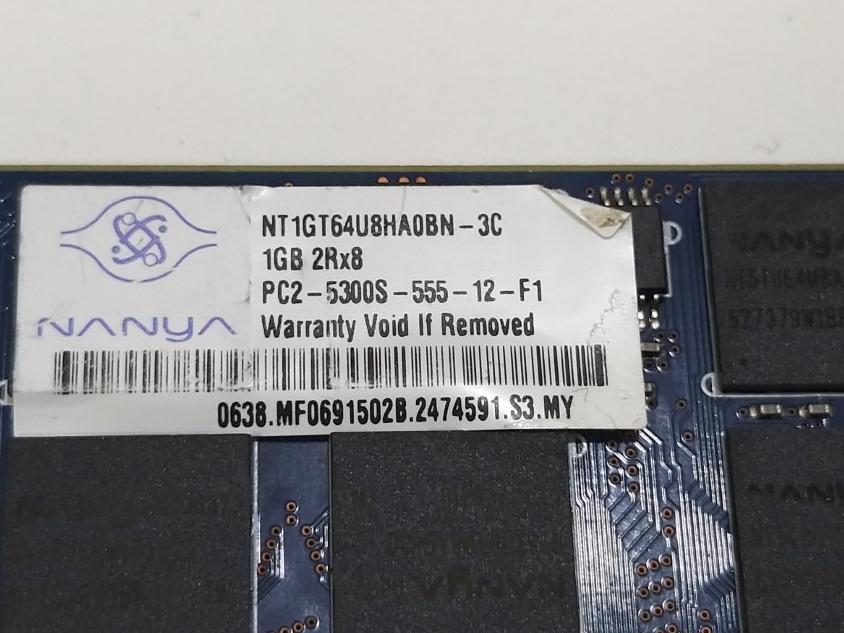 NANYA
NT1GT64U8HA0BN-3C
1GB 2Rx8
PC2-5300S-555-12-F1
Warranty Void If Removed
0638.MF0691502B.2474591.S3.MY
NANYA